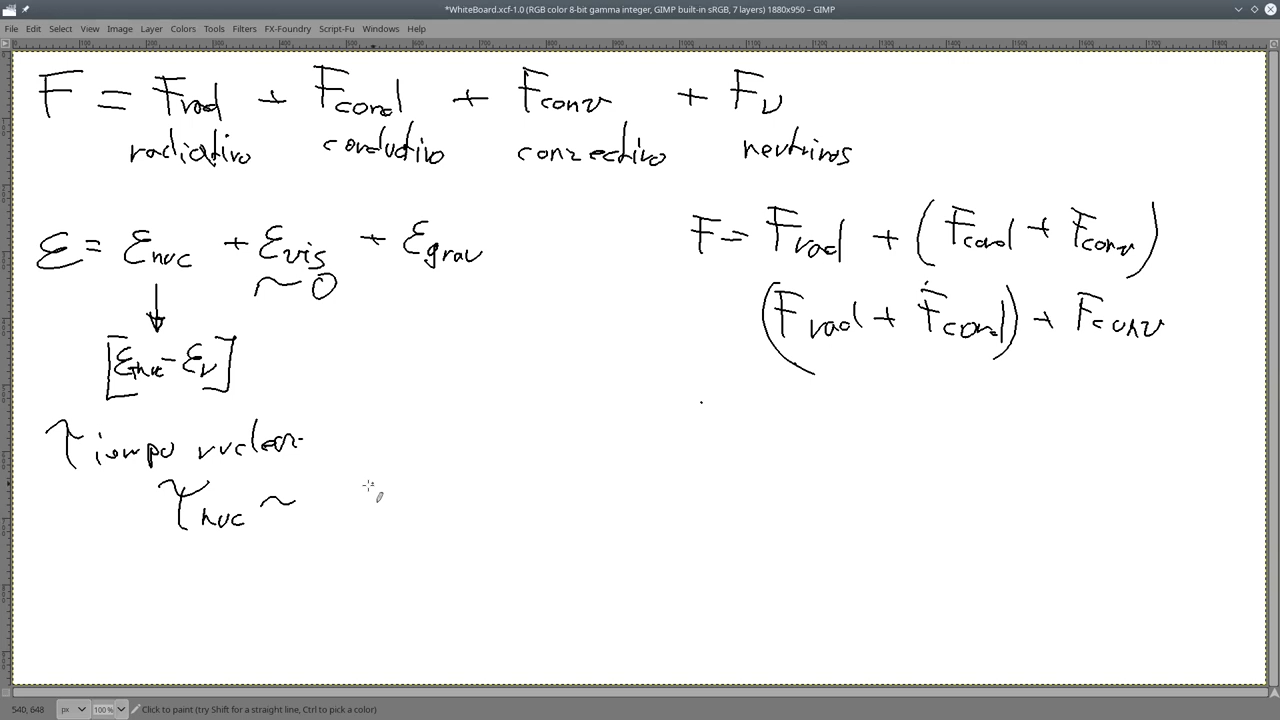 *WhiteBoard.xcf-1.0 (RGB color 8-bit gamma integer, GIMP built-in sRGB, 7 layers) 1880x950 – GIMP
File Edit Select View Image Layer Colors Tools Filters FX-Foundry Script-Fu Windows Help
F = Frad + Fcond + Fconv + Fν
radiativo conductivo convectivo neutrinos
ε = εnuc + εvis + εgrav
~ 0
[εnuc - εν]
F = Frad + (Fcond + Fconv)
(Frad + Fcond) + Fconv
Tiempo nuclear
τnuc ~
540, 648 px 100% Click to paint (try Shift for a straight line, Ctrl to pick a color)